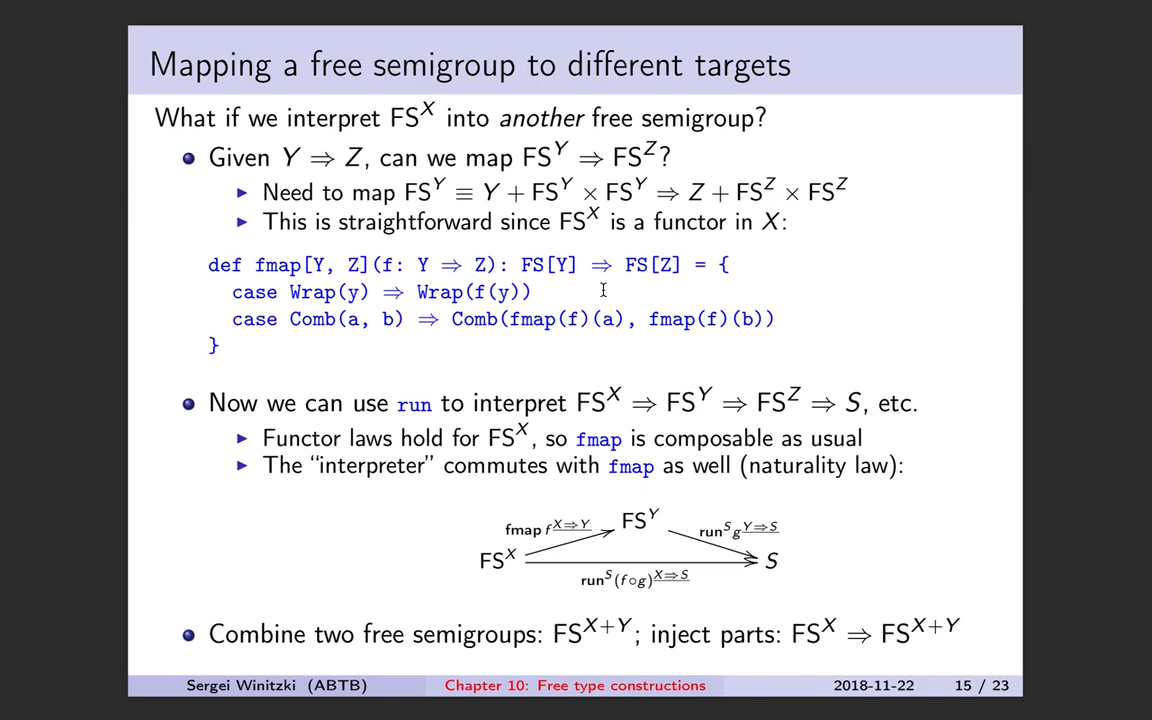 Mapping a free semigroup to different targets
What if we interpret FS^X into another free semigroup?
Given Y ⇒ Z, can we map FS^Y ⇒ FS^Z?
Need to map FS^Y ≡ Y + FS^Y × FS^Y ⇒ Z + FS^Z × FS^Z
This is straightforward since FS^X is a functor in X:
def fmap[Y, Z](f: Y ⇒ Z): FS[Y] ⇒ FS[Z] = {
case Wrap(y) ⇒ Wrap(f(y))
case Comb(a, b) ⇒ Comb(fmap(f)(a), fmap(f)(b))
}
Now we can use run to interpret FS^X ⇒ FS^Y ⇒ FS^Z ⇒ S, etc.
Functor laws hold for FS^X, so fmap is composable as usual
The “interpreter” commutes with fmap as well (naturality law):
fmap f^X⇒Y
FS^Y
run^S g^Y⇒S
FS^X
S
run^S (f∘g)^X⇒S
Combine two free semigroups: FS^X+Y; inject parts: FS^X ⇒ FS^X+Y
Sergei Winitzki (ABTB) Chapter 10: Free type constructions 2018-11-22 15 / 23